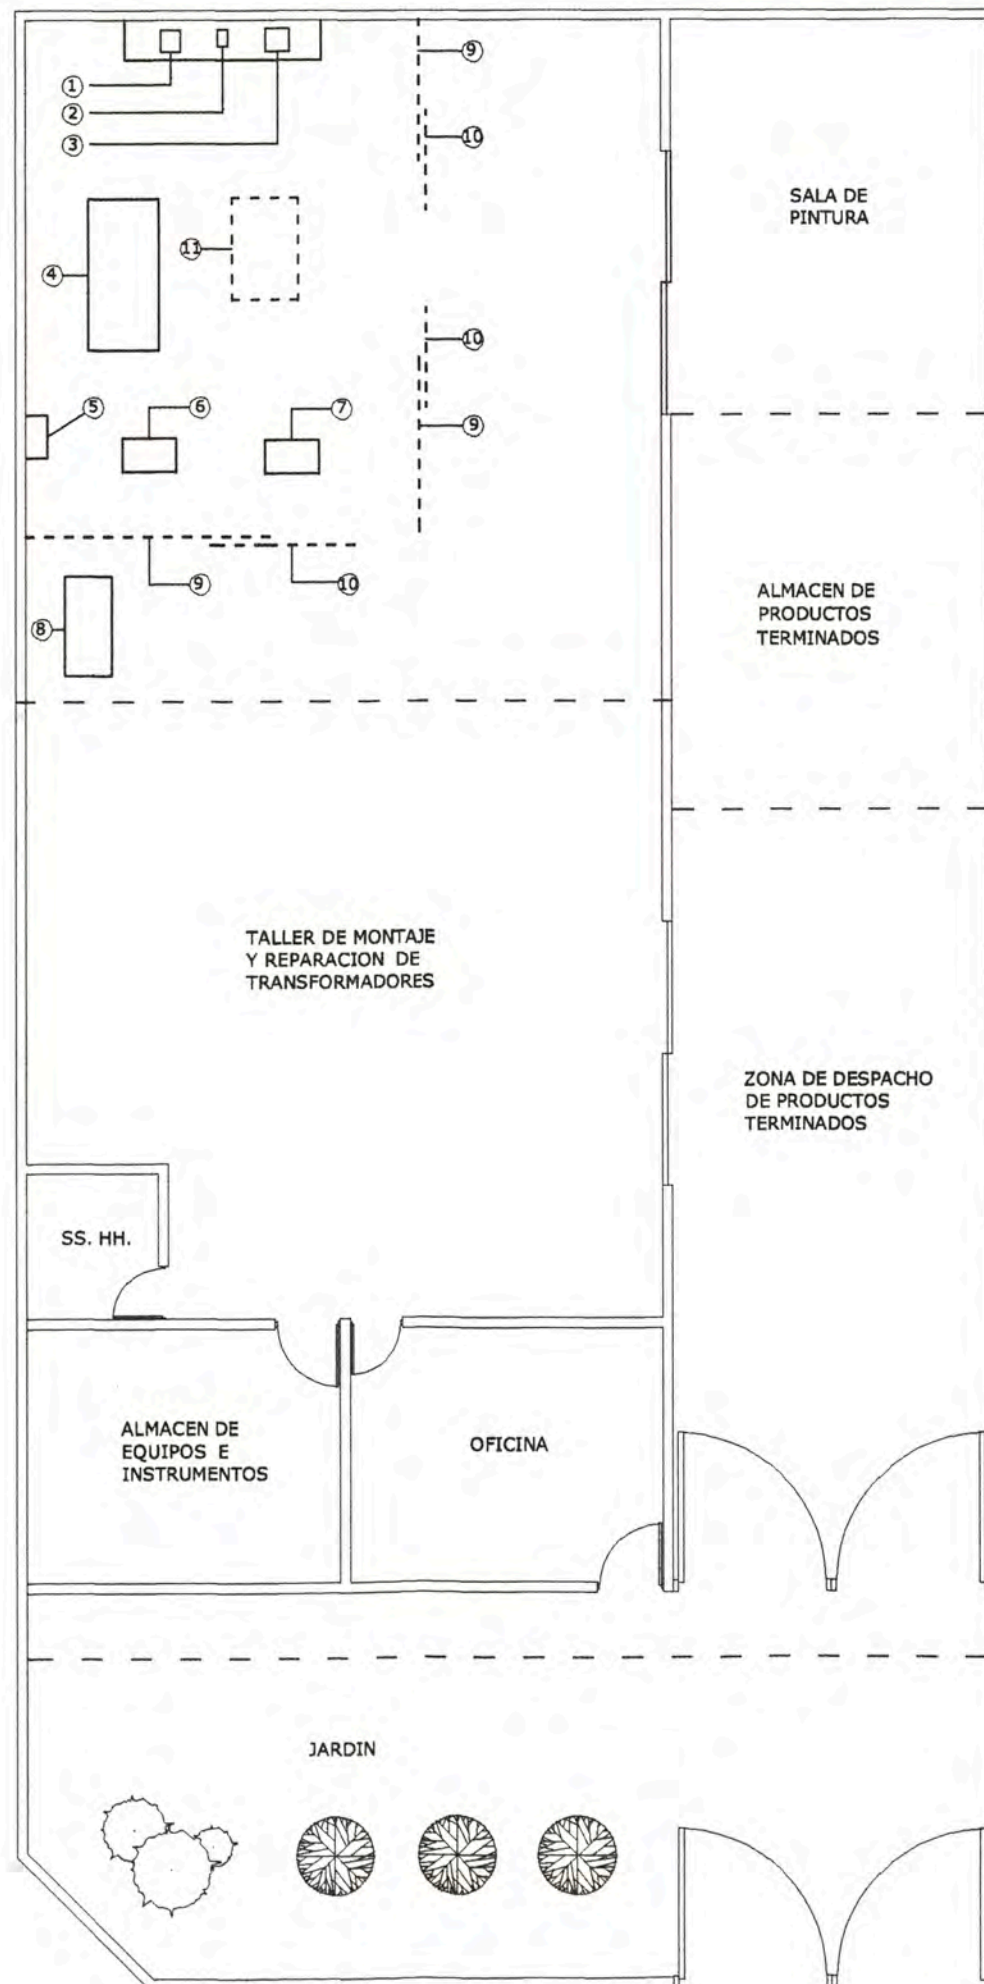 9
1
2
10
3
SALA DE
PINTURA
11
4
10
5
6
7
9
9
10
ALMACEN DE
PRODUCTOS
TERMINADOS
8
TALLER DE MONTAJE
Y REPARACION DE
TRANSFORMADORES
ZONA DE DESPACHO
DE PRODUCTOS
TERMINADOS
SS. HH.
ALMACEN DE
EQUIPOS E
INSTRUMENTOS
OFICINA
JARDIN